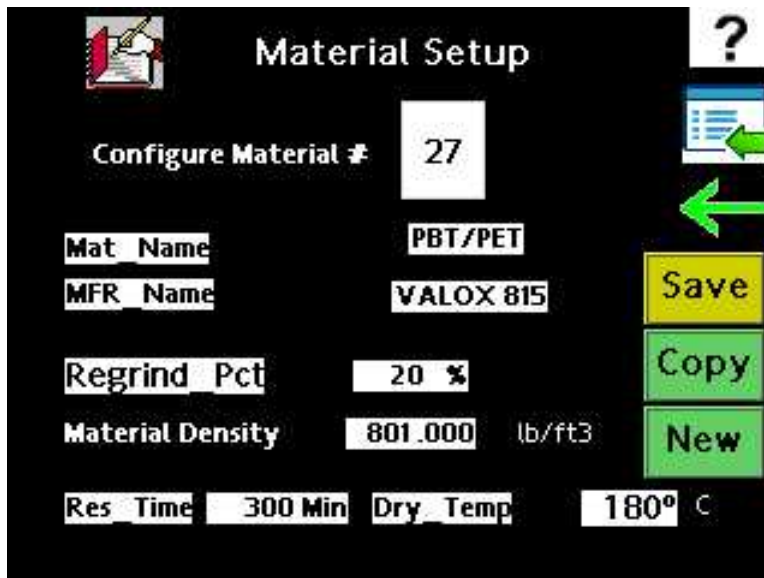 Material Setup
?
Configure Material # 27
Mat_Name PBT/PET
MFR_Name VALOX 815
Save
Regrind_Pct 20 %
Copy
Material Density 801.000 lb/ft3
New
Res_Time 300 Min Dry_Temp 180° C